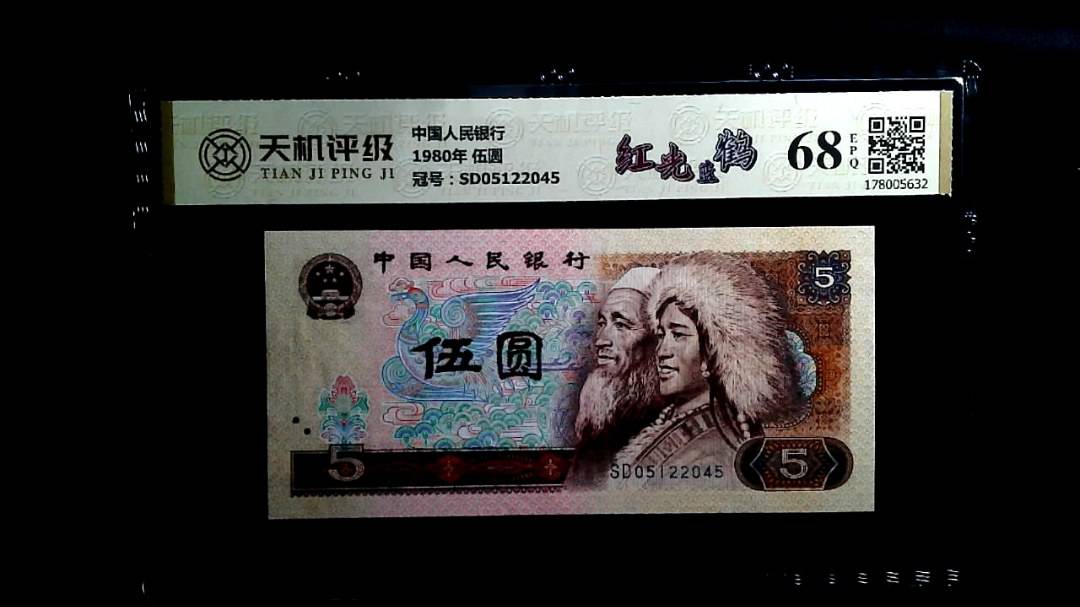 天机评级
TIAN JI PING JI
中国人民银行
1980年 伍圆
冠号：SD05122045
红光蓝鹤
68
EPQ
178005632
中国人民银行
5
伍圆
5
SD05122045
5